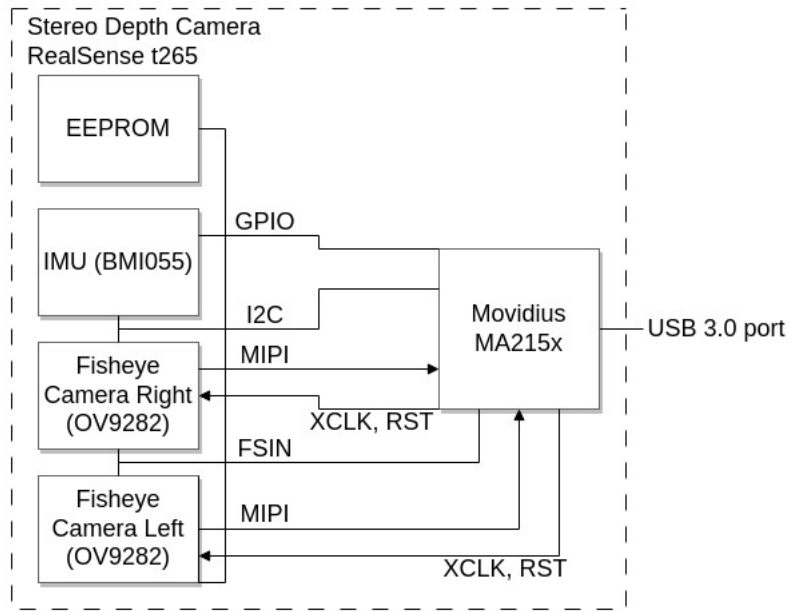 Stereo Depth Camera
RealSense t265
EEPROM
GPIO
IMU (BMI055)
I2C
Movidius
MA215x
USB 3.0 port
MIPI
Fisheye
Camera Right
(OV9282)
XCLK, RST
FSIN
Fisheye
Camera Left
(OV9282)
MIPI
XCLK, RST